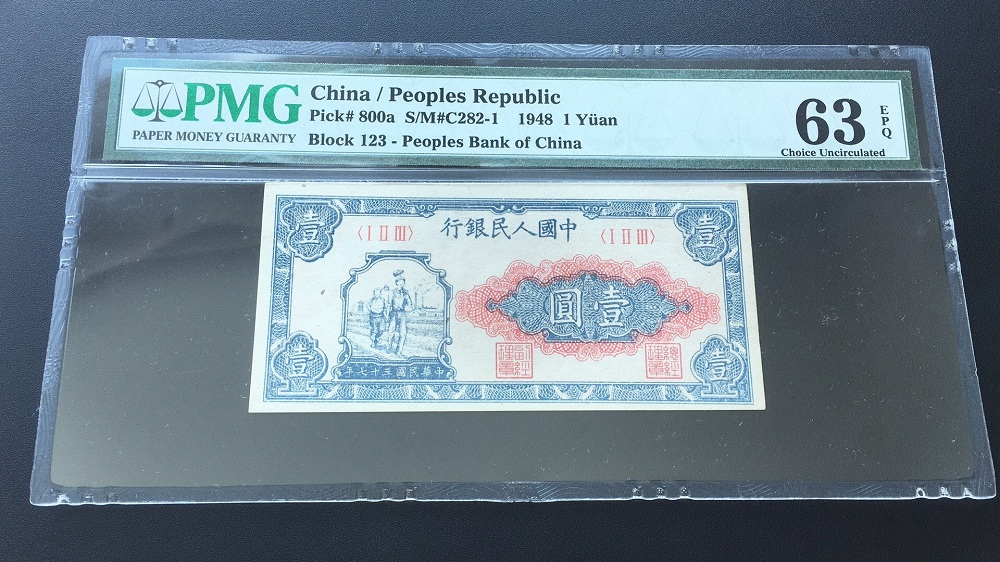 PMG
PAPER MONEY GUARANTY
China / Peoples Republic
Pick# 800a S/M#C282-1 1948 1 Yüan
Block 123 - Peoples Bank of China
63
EPQ
Choice Uncirculated
壹
壹
〈I II III〉
行銀民人國中
〈I II III〉
圓壹
年七十三國民華中
壹
壹